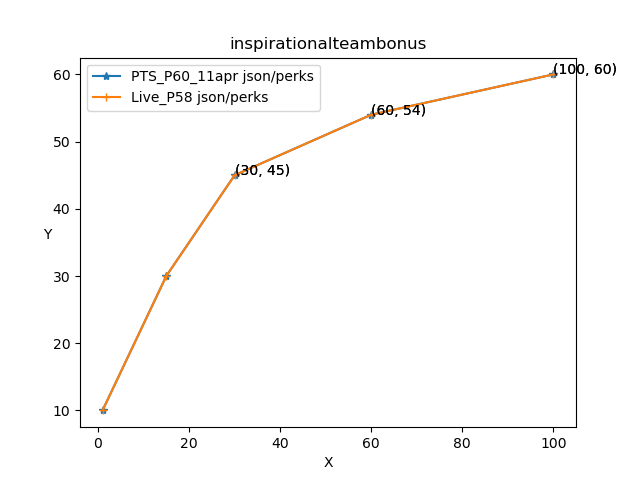 inspirationalteambonus
PTS_P60_11apr json/perks
Live_P58 json/perks
(100, 60)
(60, 54)
(30, 45)
60
50
40
30
20
10
Y
0 20 40 60 80 100
X